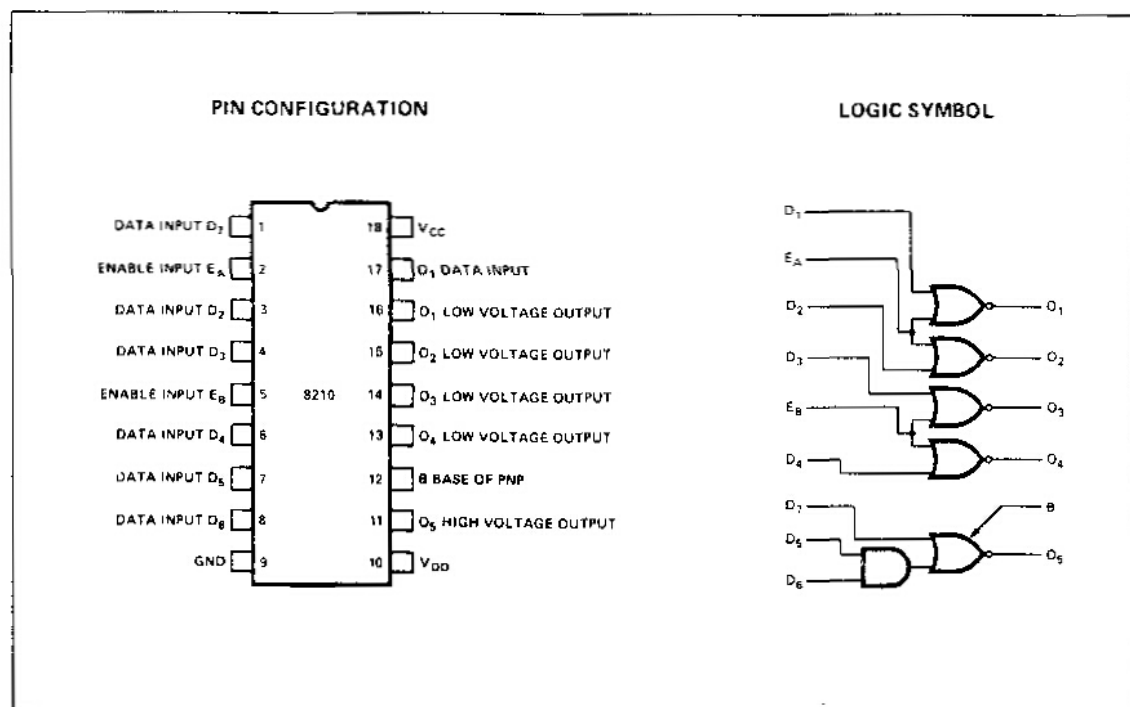 PIN CONFIGURATION
DATA INPUT D7 1
ENABLE INPUT EA 2
DATA INPUT D2 3
DATA INPUT D3 4
ENABLE INPUT EB 5
DATA INPUT D4 6
DATA INPUT D5 7
DATA INPUT D6 8
GND 9
8210
18 VCC
17 D1 DATA INPUT
16 O1 LOW VOLTAGE OUTPUT
15 O2 LOW VOLTAGE OUTPUT
14 O3 LOW VOLTAGE OUTPUT
13 O4 LOW VOLTAGE OUTPUT
12 B BASE OF PNP
11 O5 HIGH VOLTAGE OUTPUT
10 VDD
LOGIC SYMBOL
D1
EA
D2
D3
EB
D4
D7
D5
D6
O1
O2
O3
O4
B
O5